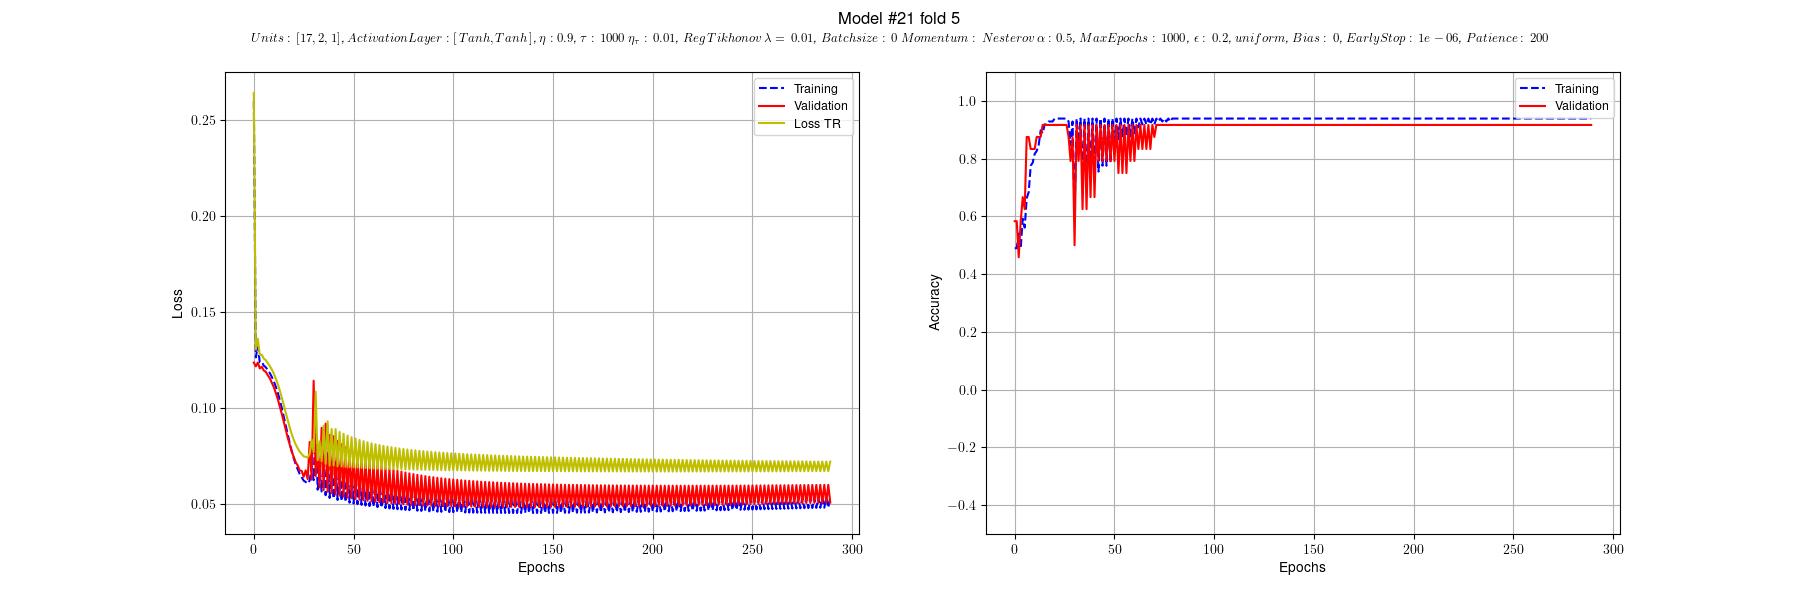 Model #21 fold 5
Units : [17, 2, 1], ActivationLayer : [Tanh, Tanh], η : 0.9, τ : 1000 η_τ : 0.01, RegTikhonov λ = 0.01, Batchsize : 0 Momentum : Nesterov α : 0.5, MaxEpochs : 1000, ϵ : 0.2, uniform, Bias : 0, EarlyStop : 1e − 06, Patience : 200
Training
Validation
Loss TR
0.25
0.20
0.15
0.10
0.05
Loss
0 50 100 150 200 250 300
Epochs
Training
Validation
1.0
0.8
0.6
0.4
0.2
0.0
−0.2
−0.4
Accuracy
0 50 100 150 200 250 300
Epochs